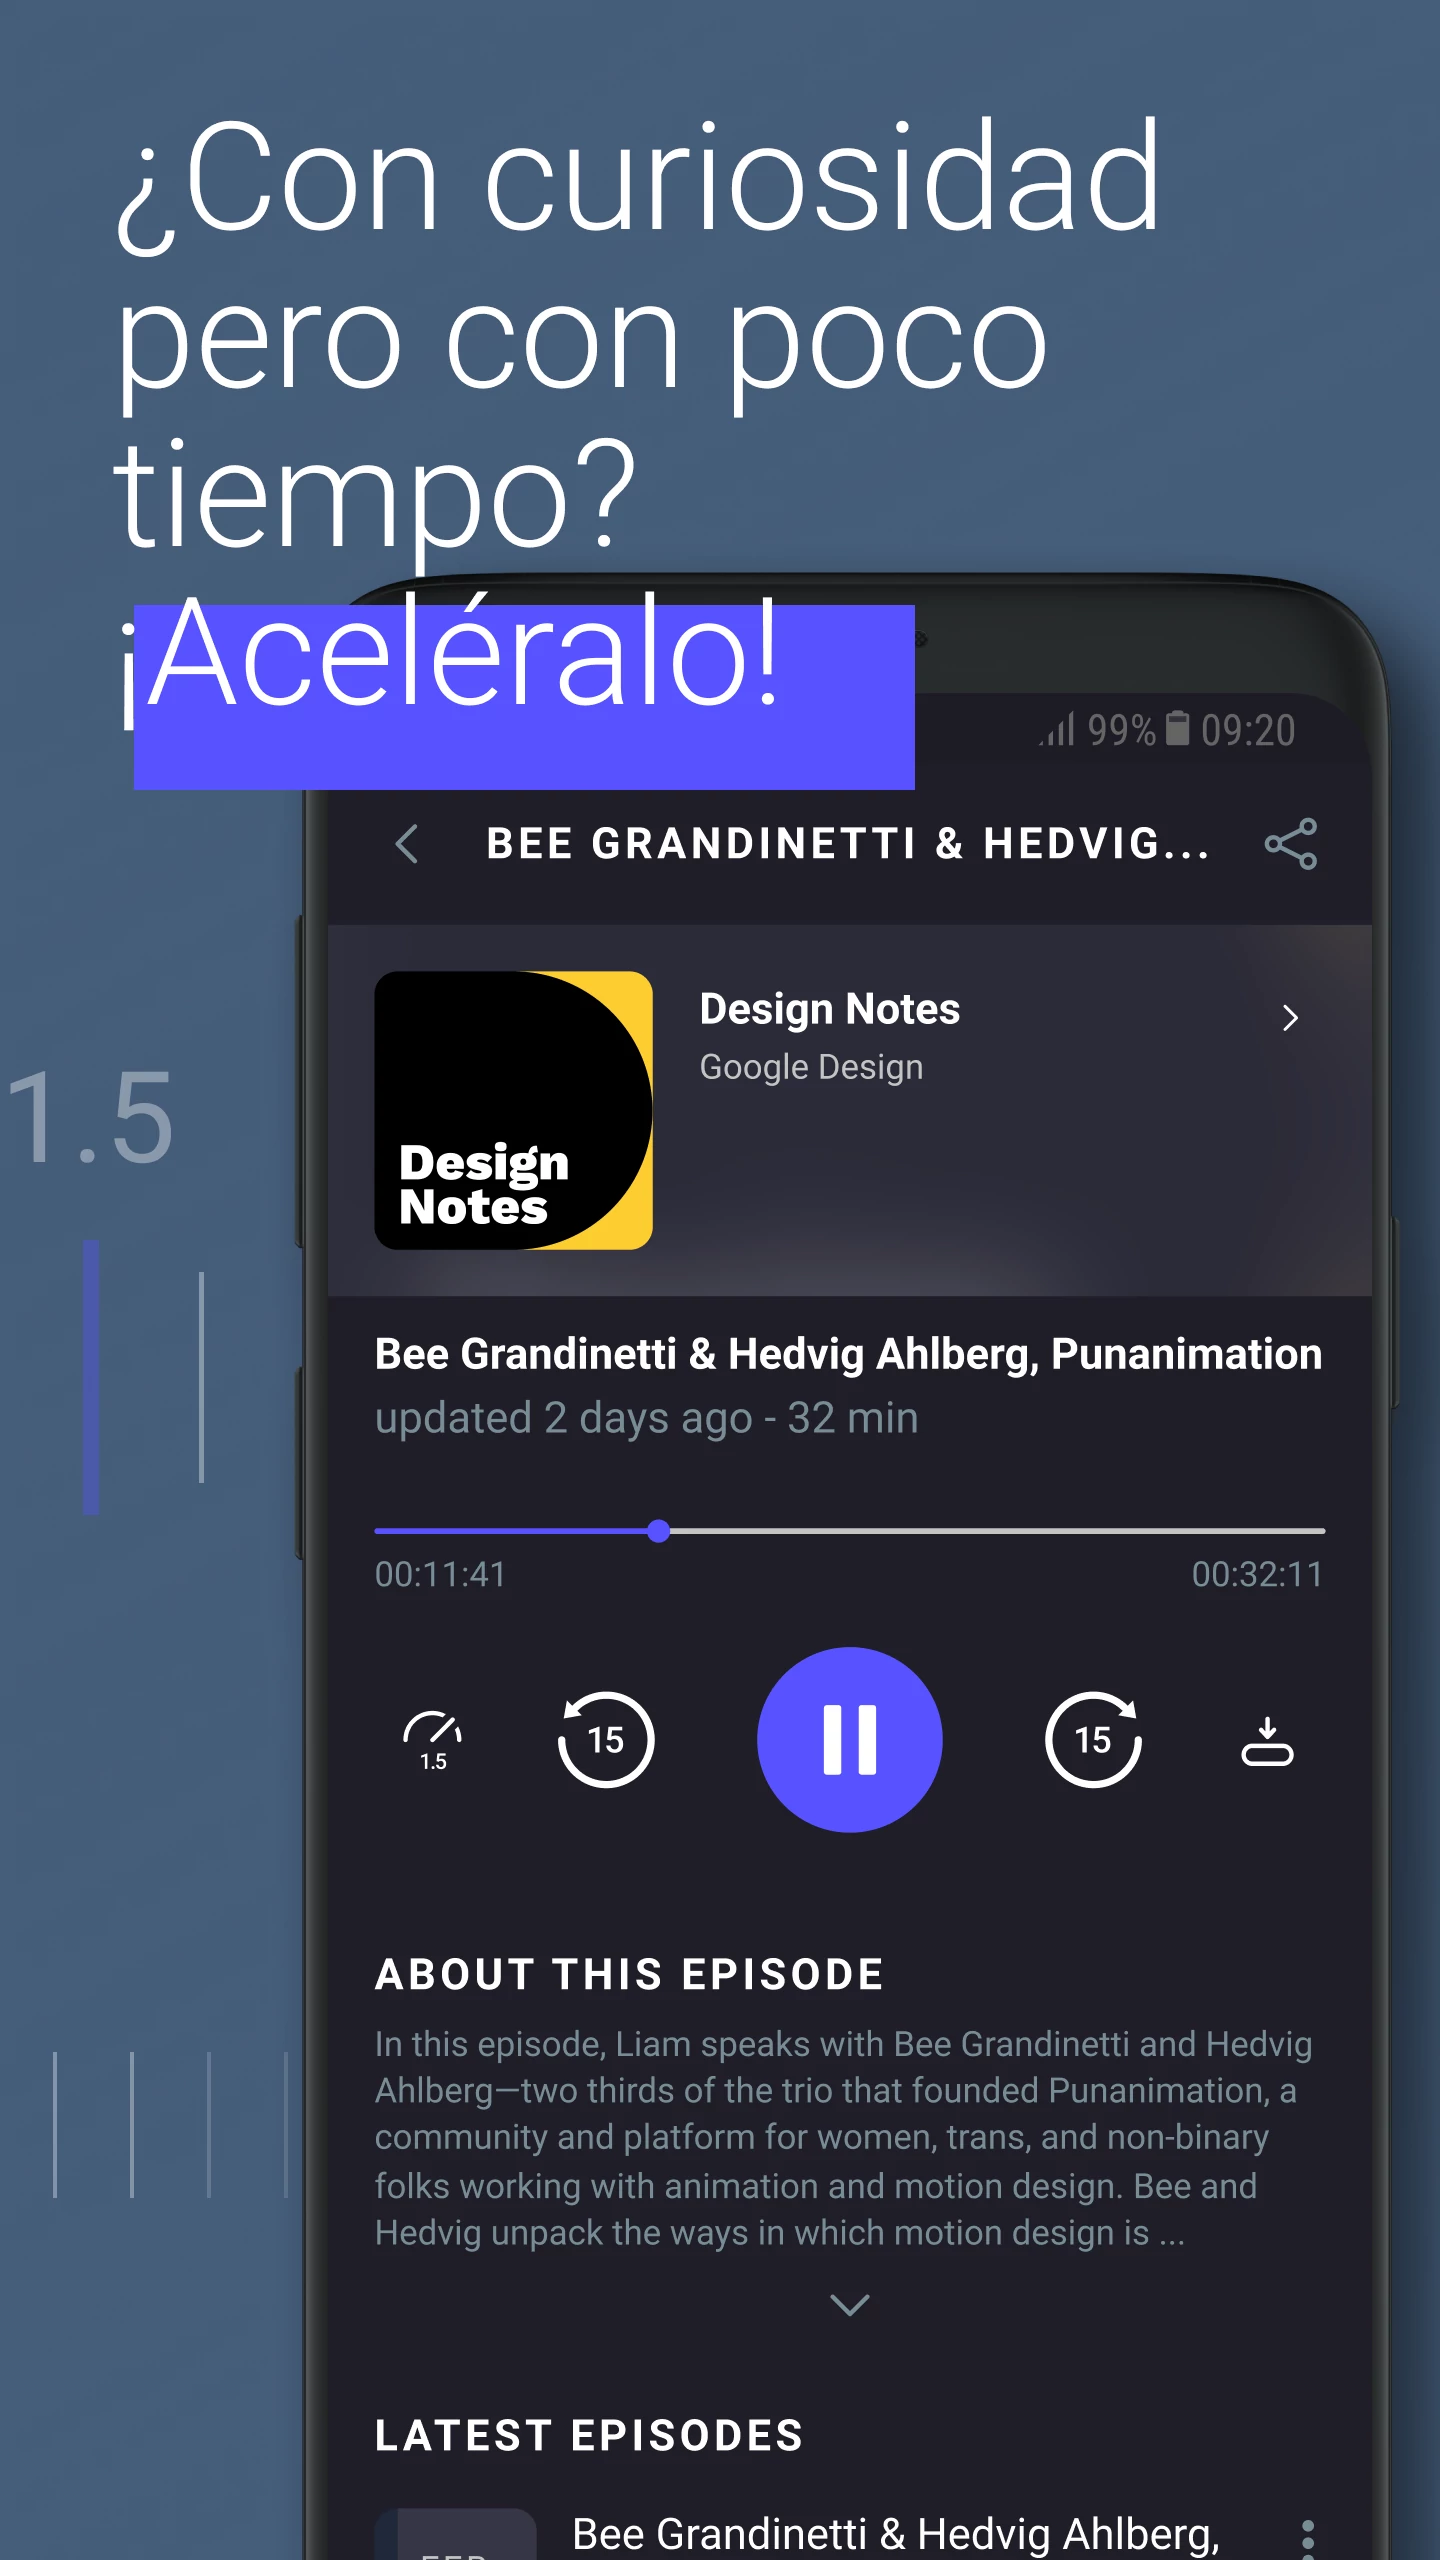 ¿Con curiosidad
pero con poco
tiempo?
¡Aceléralo!
99% 09:20
BEE GRANDINETTI & HEDVIG...
Design Notes
Google Design
Design
Notes
1.5
Bee Grandinetti & Hedvig Ahlberg, Punanimation
updated 2 days ago - 32 min
00:11:41 00:32:11
1.5 15 15
ABOUT THIS EPISODE
In this episode, Liam speaks with Bee Grandinetti and Hedvig
Ahlberg—two thirds of the trio that founded Punanimation, a
community and platform for women, trans, and non-binary
folks working with animation and motion design. Bee and
Hedvig unpack the ways in which motion design is ...
LATEST EPISODES
Bee Grandinetti & Hedvig Ahlberg,